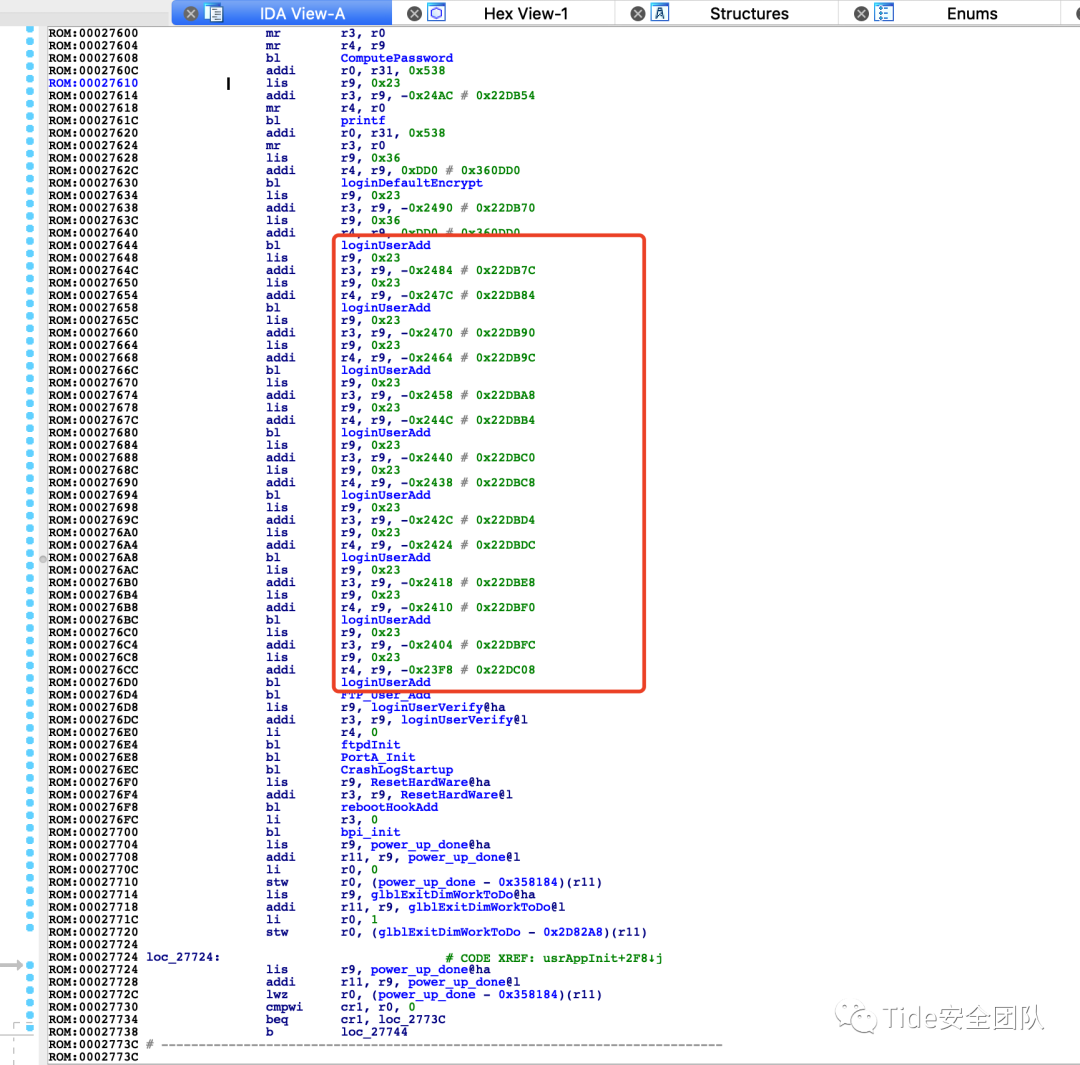 IDA View-A Hex View-1 Structures Enums
ROM:00027600 mr r3, r0
ROM:00027604 mr r4, r9
ROM:00027608 bl ComputePassword
ROM:0002760C addi r0, r31, 0x538
ROM:00027610 lis r9, 0x23
ROM:00027614 addi r3, r9, -0x24AC # 0x22DB54
ROM:00027618 mr r4, r0
ROM:0002761C bl printf
ROM:00027620 addi r0, r31, 0x538
ROM:00027624 mr r3, r0
ROM:00027628 lis r9, 0x36
ROM:0002762C addi r4, r9, 0xDD0 # 0x360DD0
ROM:00027630 bl loginDefaultEncrypt
ROM:00027634 lis r9, 0x23
ROM:00027638 addi r3, r9, -0x2490 # 0x22DB70
ROM:0002763C lis r9, 0x36
ROM:00027640 addi r4, r9, 0xDD0 # 0x360DD0
ROM:00027644 bl loginUserAdd
ROM:00027648 lis r9, 0x23
ROM:0002764C addi r3, r9, -0x2484 # 0x22DB7C
ROM:00027650 lis r9, 0x23
ROM:00027654 addi r4, r9, -0x247C # 0x22DB84
ROM:00027658 bl loginUserAdd
ROM:0002765C lis r9, 0x23
ROM:00027660 addi r3, r9, -0x2470 # 0x22DB90
ROM:00027664 lis r9, 0x23
ROM:00027668 addi r4, r9, -0x2464 # 0x22DB9C
ROM:0002766C bl loginUserAdd
ROM:00027670 lis r9, 0x23
ROM:00027674 addi r3, r9, -0x2458 # 0x22DBA8
ROM:00027678 lis r9, 0x23
ROM:0002767C addi r4, r9, -0x244C # 0x22DBB4
ROM:00027680 bl loginUserAdd
ROM:00027684 lis r9, 0x23
ROM:00027688 addi r3, r9, -0x2440 # 0x22DBC0
ROM:0002768C lis r9, 0x23
ROM:00027690 addi r4, r9, -0x2438 # 0x22DBC8
ROM:00027694 bl loginUserAdd
ROM:00027698 lis r9, 0x23
ROM:0002769C addi r3, r9, -0x242C # 0x22DBD4
ROM:000276A0 lis r9, 0x23
ROM:000276A4 addi r4, r9, -0x2424 # 0x22DBDC
ROM:000276A8 bl loginUserAdd
ROM:000276AC lis r9, 0x23
ROM:000276B0 addi r3, r9, -0x2418 # 0x22DBE8
ROM:000276B4 lis r9, 0x23
ROM:000276B8 addi r4, r9, -0x2410 # 0x22DBF0
ROM:000276BC bl loginUserAdd
ROM:000276C0 lis r9, 0x23
ROM:000276C4 addi r3, r9, -0x2404 # 0x22DBFC
ROM:000276C8 lis r9, 0x23
ROM:000276CC addi r4, r9, -0x23F8 # 0x22DC08
ROM:000276D0 bl loginUserAdd
ROM:000276D4 bl FTP_User_Add
ROM:000276D8 lis r9, loginUserVerify@ha
ROM:000276DC addi r3, r9, loginUserVerify@l
ROM:000276E0 li r4, 0
ROM:000276E4 bl ftpdInit
ROM:000276E8 bl PortA_Init
ROM:000276EC bl CrashLogStartup
ROM:000276F0 lis r9, ResetHardWare@ha
ROM:000276F4 addi r3, r9, ResetHardWare@l
ROM:000276F8 bl rebootHookAdd
ROM:000276FC li r3, 0
ROM:00027700 bl bpi_init
ROM:00027704 lis r9, power_up_done@ha
ROM:00027708 addi r11, r9, power_up_done@l
ROM:0002770C li r0, 0
ROM:00027710 stw r0, (power_up_done - 0x358184)(r11)
ROM:00027714 lis r9, glblExitDimWorkToDo@ha
ROM:00027718 addi r11, r9, glblExitDimWorkToDo@l
ROM:0002771C li r0, 1
ROM:00027720 stw r0, (glblExitDimWorkToDo - 0x2D82A8)(r11)
ROM:00027724
ROM:00027724 loc_27724: # CODE XREF: usrAppInit+2F8↓j
ROM:00027724 lis r9, power_up_done@ha
ROM:00027728 addi r11, r9, power_up_done@l
ROM:0002772C lwz r0, (power_up_done - 0x358184)(r11)
ROM:00027730 cmpwi cr1, r0, 0
ROM:00027734 beq cr1, loc_2773C
ROM:00027738 b loc_27744
ROM:0002773C # ---------------------------------------------------------------------------
ROM:0002773C
Tide安全团队